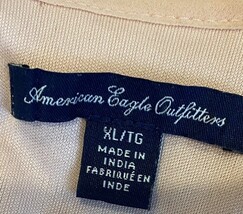 American Eagle Outfitters
XL/TG
MADE IN
INDIA
FABRIQUÉ EN
INDE